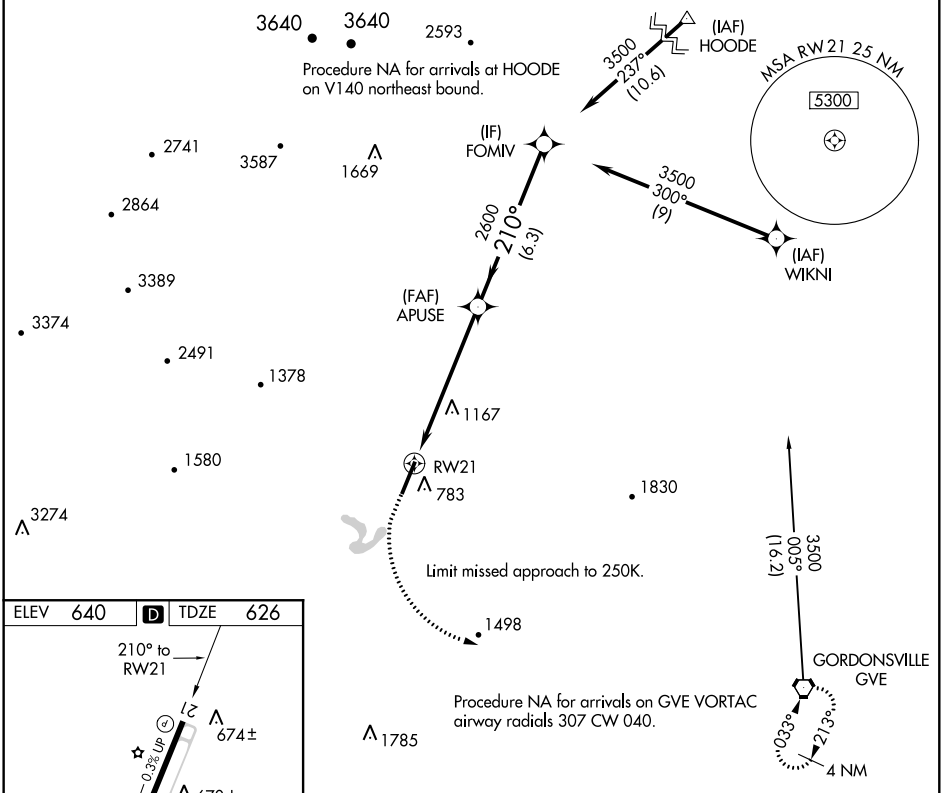 3640
3640
2593
(IAF)
HOODE
3500
237°
(10.6)
Procedure NA for arrivals at HOODE
on V140 northeast bound.
MSA RW 21 25 NM
5300
(IF)
FOMIV
2741
3587
1669
2864
3500
300°
(9)
2600
210°
(6.3)
(IAF)
WIKNI
3389
(FAF)
APUSE
3374
2491
1378
1167
1580
RW21
783
1830
3274
3500
005°
(16.2)
Limit missed approach to 250K.
1498
ELEV 640
D
TDZE 626
210° to
RW21
GORDONSVILLE
GVE
Procedure NA for arrivals on GVE VORTAC
airway radials 307 CW 040.
033°
213°
4 NM
21
P
674±
0.3% UP
1785